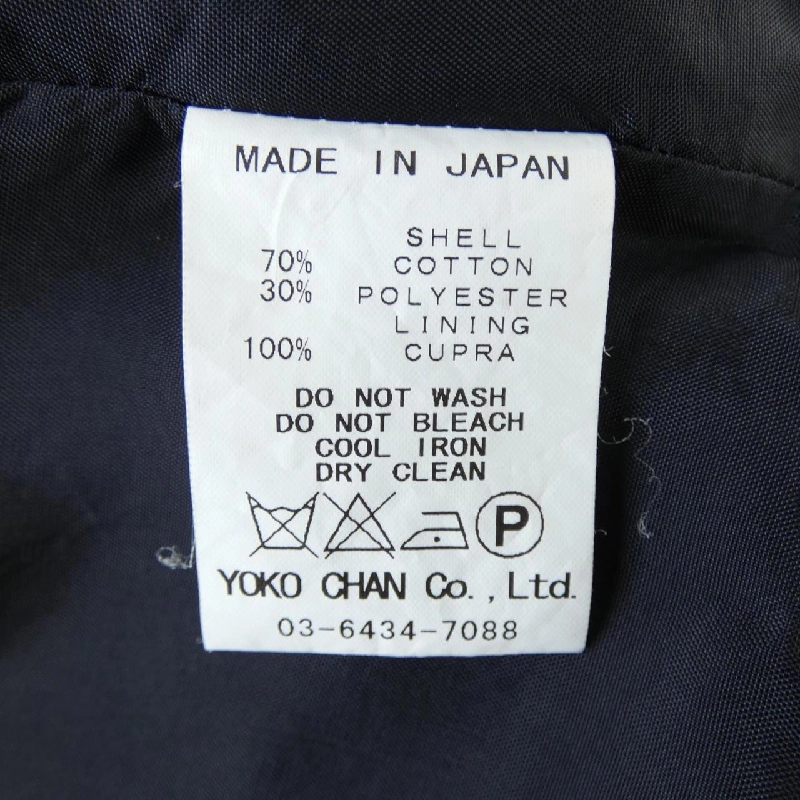 MADE IN JAPAN
SHELL
70% COTTON
30% POLYESTER
LINING
100% CUPRA
DO NOT WASH
DO NOT BLEACH
COOL IRON
DRY CLEAN
P
YOKO CHAN Co., Ltd.
03-6434-7088